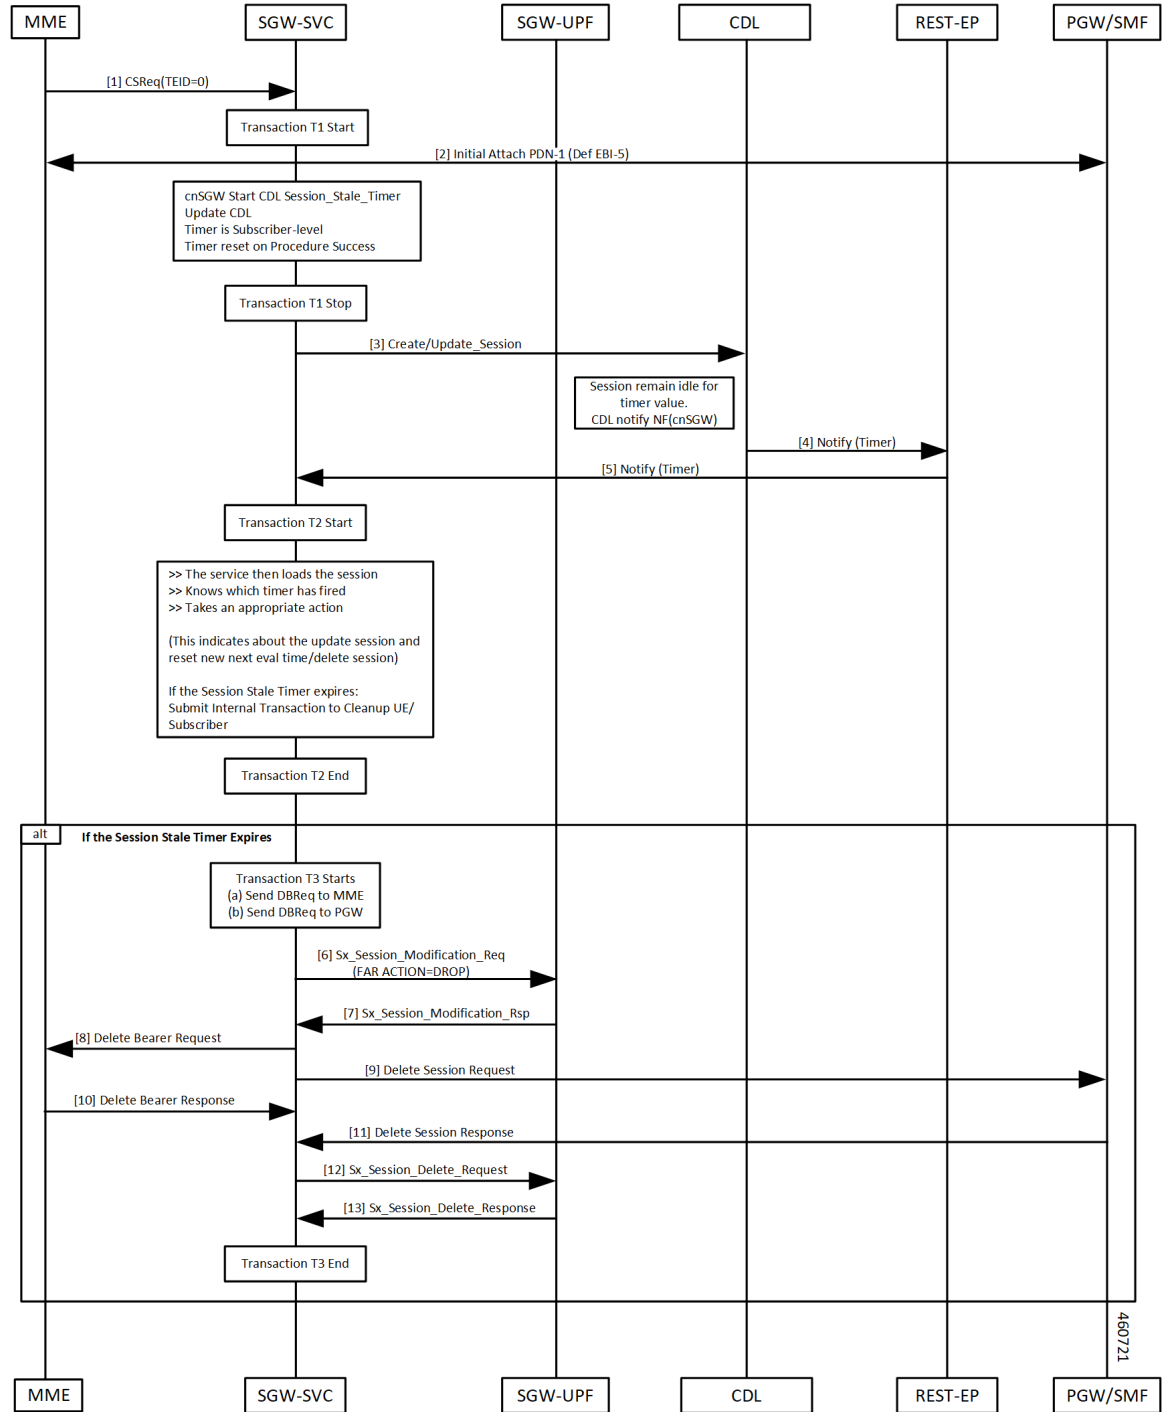 MME
SGW-SVC
SGW-UPF
CDL
REST-EP
PGW/SMF
[1] CSReq(TEID=0)
Transaction T1 Start
[2] Initial Attach PDN-1 (Def EBI-5)
cnSGW Start CDL Session_Stale_Timer
Update CDL
Timer is Subscriber-level
Timer reset on Procedure Success
Transaction T1 Stop
[3] Create/Update_Session
Session remain idle for
timer value.
CDL notify NF(cnSGW)
[4] Notify (Timer)
[5] Notify (Timer)
Transaction T2 Start
>> The service then loads the session
>> Knows which timer has fired
>> Takes an appropriate action
(This indicates about the update session and
reset new next eval time/delete session)
If the Session Stale Timer expires:
Submit Internal Transaction to Cleanup UE/
Subscriber
Transaction T2 End
alt
If the Session Stale Timer Expires
Transaction T3 Starts
(a) Send DBReq to MME
(b) Send DBReq to PGW
[6] Sx_Session_Modification_Req
(FAR ACTION=DROP)
[7] Sx_Session_Modification_Rsp
[8] Delete Bearer Request
[9] Delete Session Request
[10] Delete Bearer Response
[11] Delete Session Response
[12] Sx_Session_Delete_Request
[13] Sx_Session_Delete_Response
Transaction T3 End
460721
MME
SGW-SVC
SGW-UPF
CDL
REST-EP
PGW/SMF